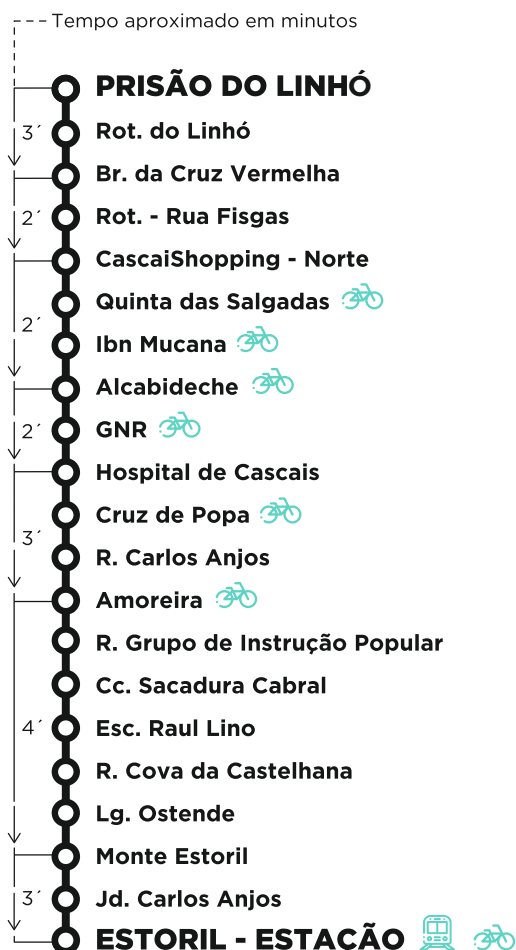 Tempo aproximado em minutos
PRISÃO DO LINHÓ
3´
Rot. do Linhó
Br. da Cruz Vermelha
2´
Rot. - Rua Fisgas
CascaiShopping - Norte
Quinta das Salgadas
2´
Ibn Mucana
Alcabideche
2´
GNR
Hospital de Cascais
Cruz de Popa
3´
R. Carlos Anjos
Amoreira
R. Grupo de Instrução Popular
Cc. Sacadura Cabral
4´
Esc. Raul Lino
R. Cova da Castelhana
Lg. Ostende
Monte Estoril
3´
Jd. Carlos Anjos
ESTORIL - ESTAÇÃO